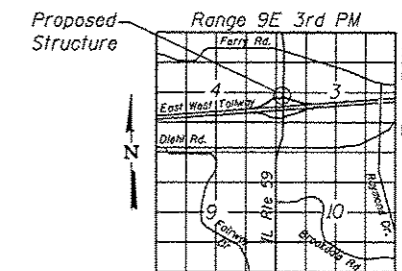 Proposed Structure
Range 9E 3rd PM
Ferry Rd.
4
3
East West Tollway
Diehl Rd.
N
IL Rte 59
Raymond Dr.
9
10
Fairway Dr
Brookdale Rd